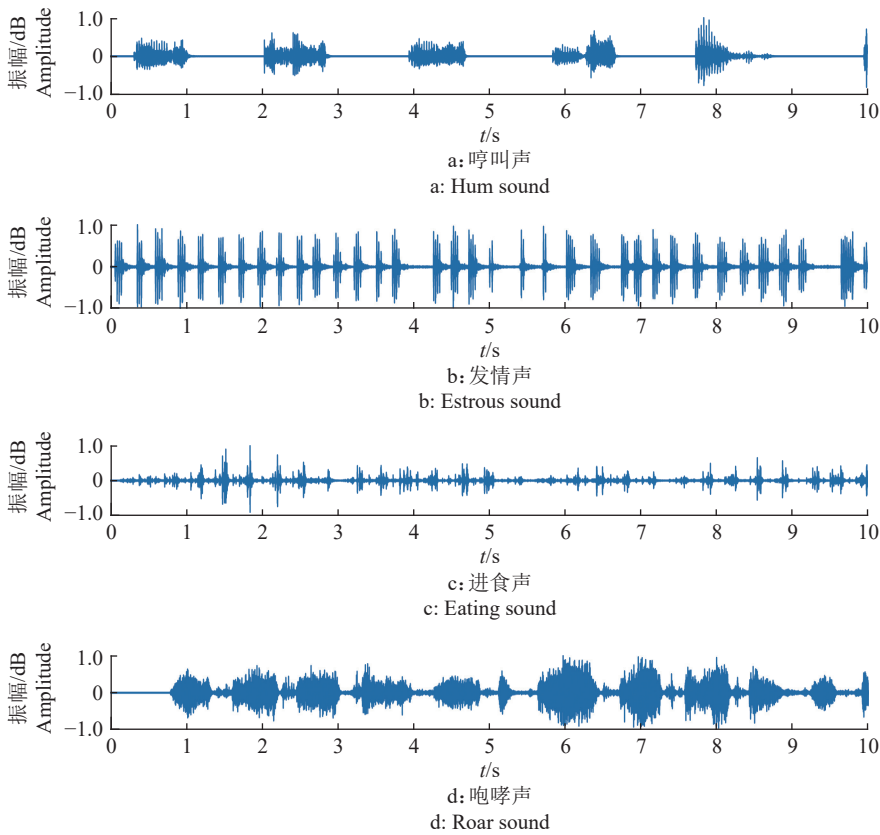 振幅/dB
Amplitude
1.0
0
−1.0
0 1 2 3 4 5 6 7 8 9 10
t/s
a:哼叫声
a: Hum sound
振幅/dB
Amplitude
1.0
0
−1.0
0 1 2 3 4 5 6 7 8 9 10
t/s
b:发情声
b: Estrous sound
振幅/dB
Amplitude
1.0
0
−1.0
0 1 2 3 4 5 6 7 8 9 10
t/s
c:进食声
c: Eating sound
振幅/dB
Amplitude
1.0
0
−1.0
0 1 2 3 4 5 6 7 8 9 10
t/s
d:咆哮声
d: Roar sound